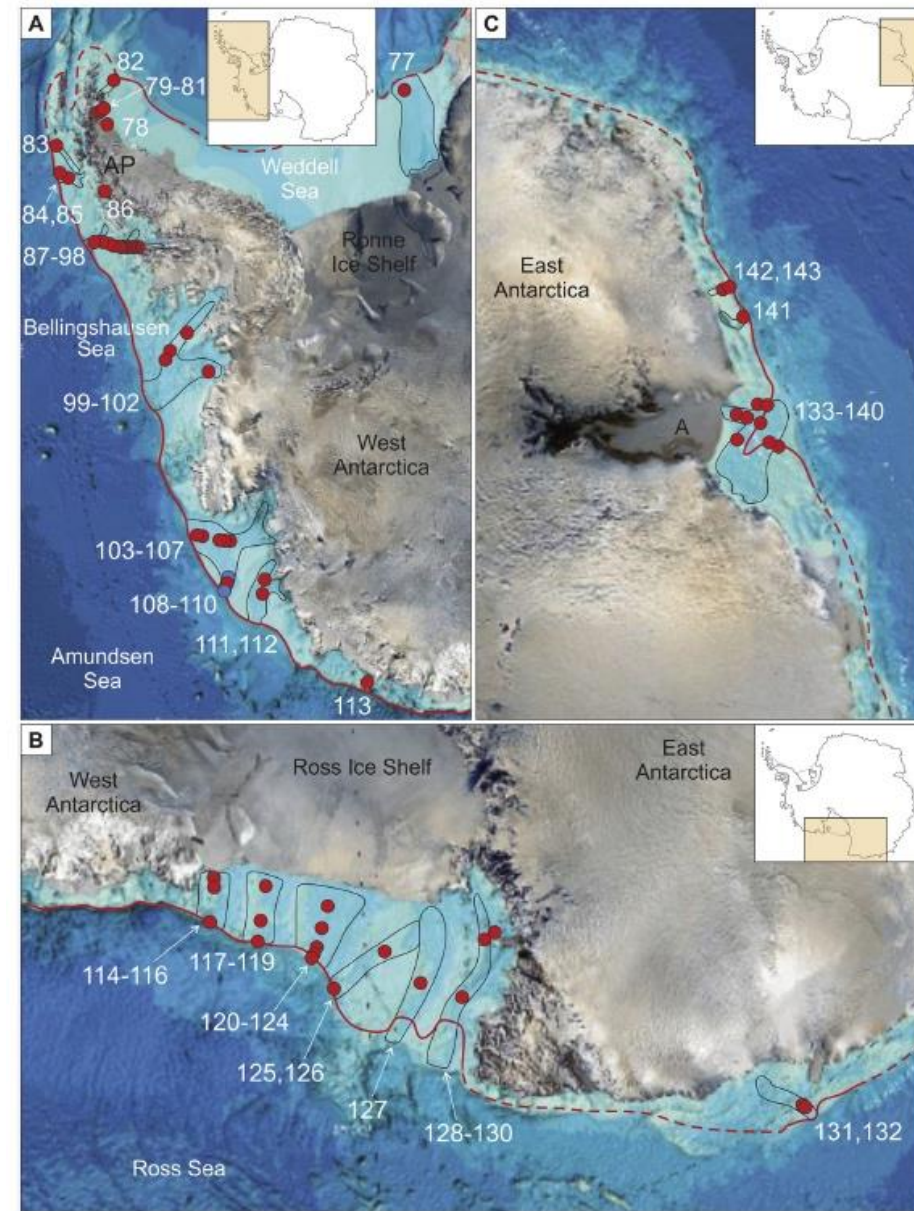 A
82
79-81
78
83
AP
84,85
86
87-98
77
Weddell
Sea
Ronne
Ice Shelf
Bellingshausen
Sea
99-102
West
Antarctica
103-107
108-110
111,112
Amundsen
Sea
113
C
East
Antarctica
142,143
141
133-140
A
B
West
Antarctica
Ross Ice Shelf
East
Antarctica
114-116
117-119
120-124
125,126
127
128-130
131,132
Ross Sea